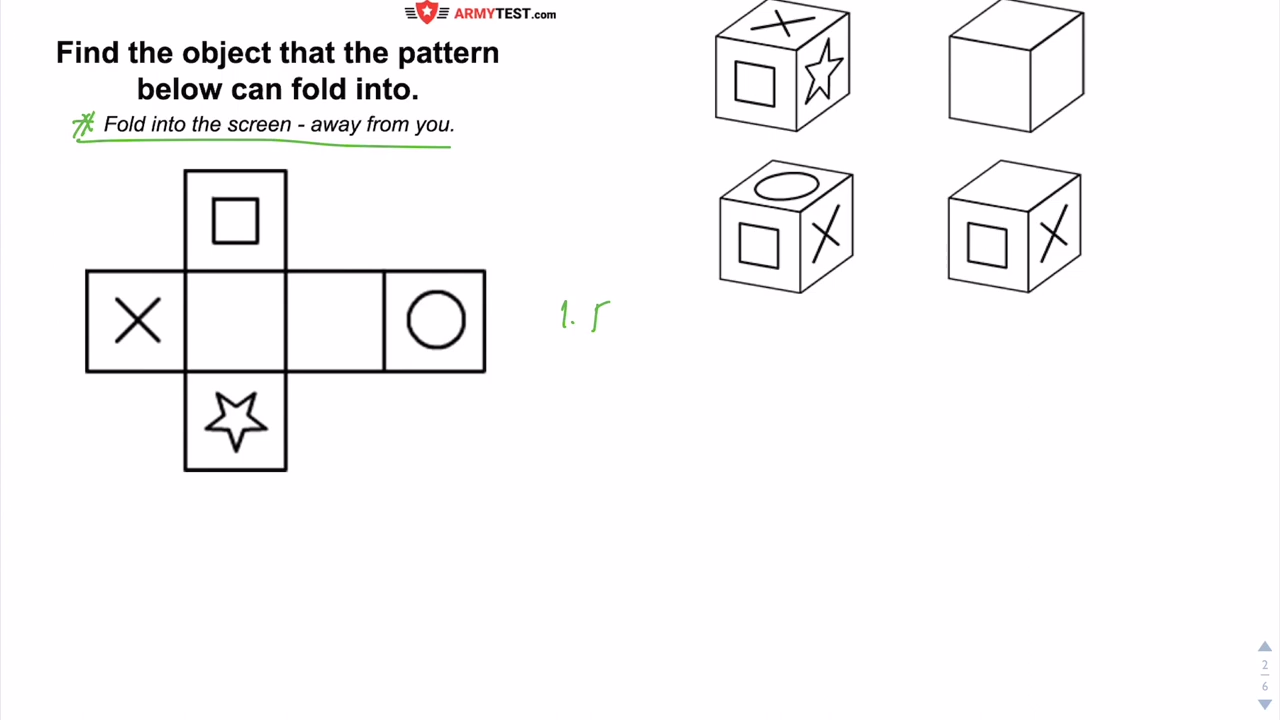 ARMYTEST.com
Find the object that the pattern
below can fold into.
* Fold into the screen - away from you.
1.
2
6